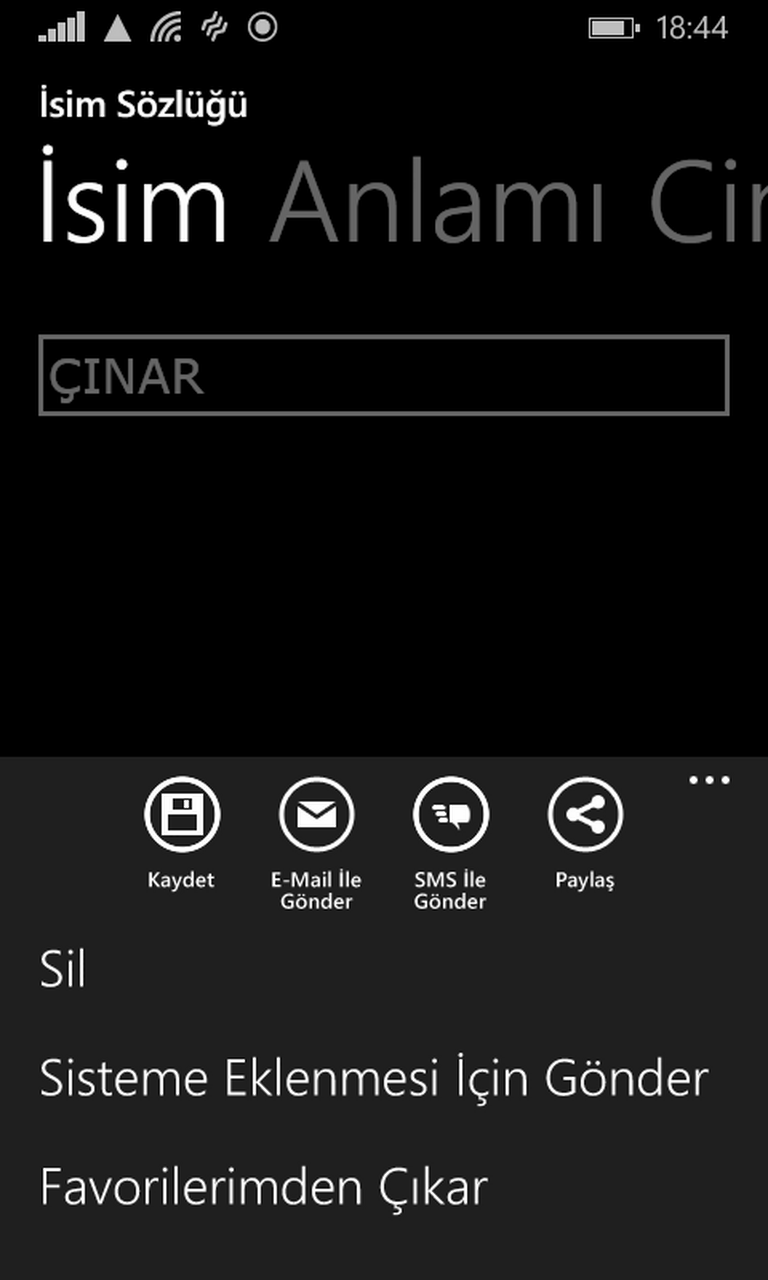 18:44
İsim Sözlüğü
İsim Anlamı Cin
ÇINAR
Kaydet
E-Mail İle
Gönder
SMS İle
Gönder
Paylaş
Sil
Sisteme Eklenmesi İçin Gönder
Favorilerimden Çıkar